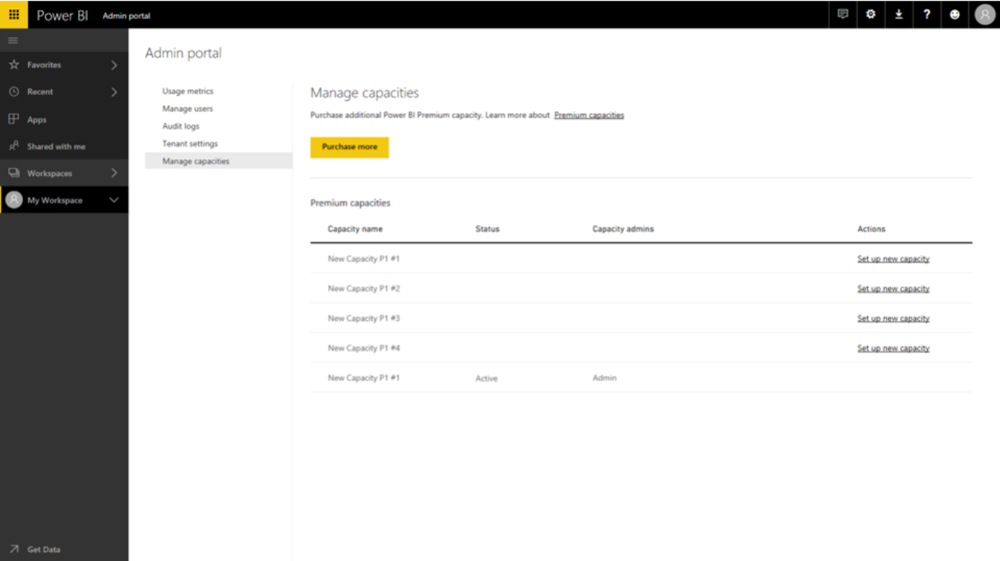 Power BI Admin portal
Favorites
Recent
Apps
Shared with me
Workspaces
My Workspace
Get Data
Admin portal
Usage metrics
Manage users
Audit logs
Tenant settings
Manage capacities
Manage capacities
Purchase additional Power BI Premium capacity. Learn more about Premium capacities
Purchase more
Premium capacities
Capacity name Status Capacity admins Actions
New Capacity P1 #1 Set up new capacity
New Capacity P1 #2 Set up new capacity
New Capacity P1 #3 Set up new capacity
New Capacity P1 #4 Set up new capacity
New Capacity P1 #1 Active Admin